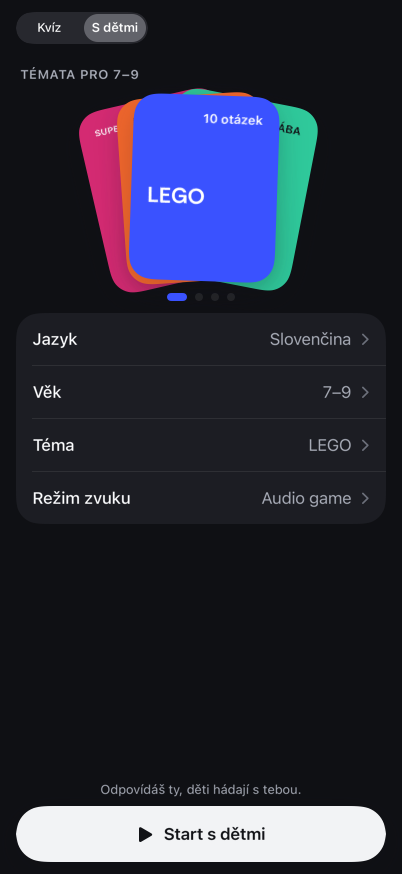 Kvíz
S dětmi
TÉMATA PRO 7–9
10 otázek
LEGO
Jazyk
Slovenčina
Věk
7–9
Téma
LEGO
Režim zvuku
Audio game
Odpovídáš ty, děti hádají s tebou.
Start s dětmi